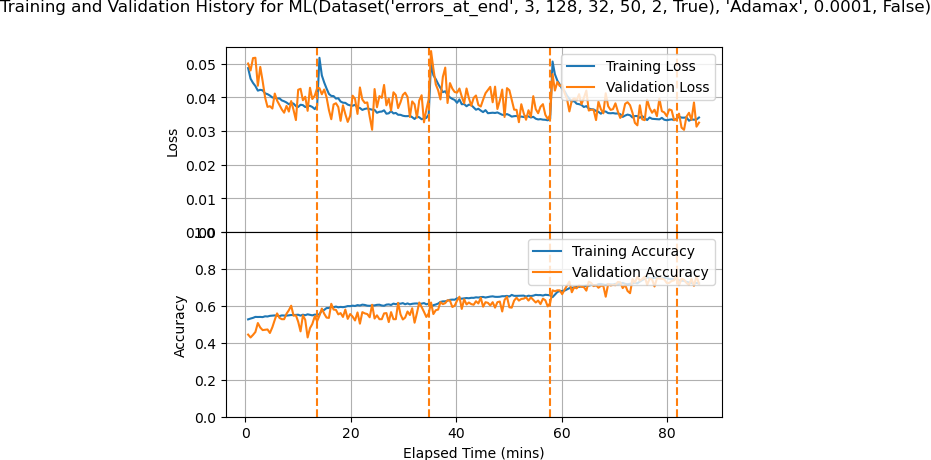 Training and Validation History for ML(Dataset('errors_at_end', 3, 128, 32, 50, 2, True), 'Adamax', 0.0001, False)
0.05
0.04
0.03
0.02
0.01
0.00
Loss
Training Loss
Validation Loss
1.0
0.8
0.6
0.4
0.2
0.0
Accuracy
Training Accuracy
Validation Accuracy
0
20
40
60
80
Elapsed Time (mins)